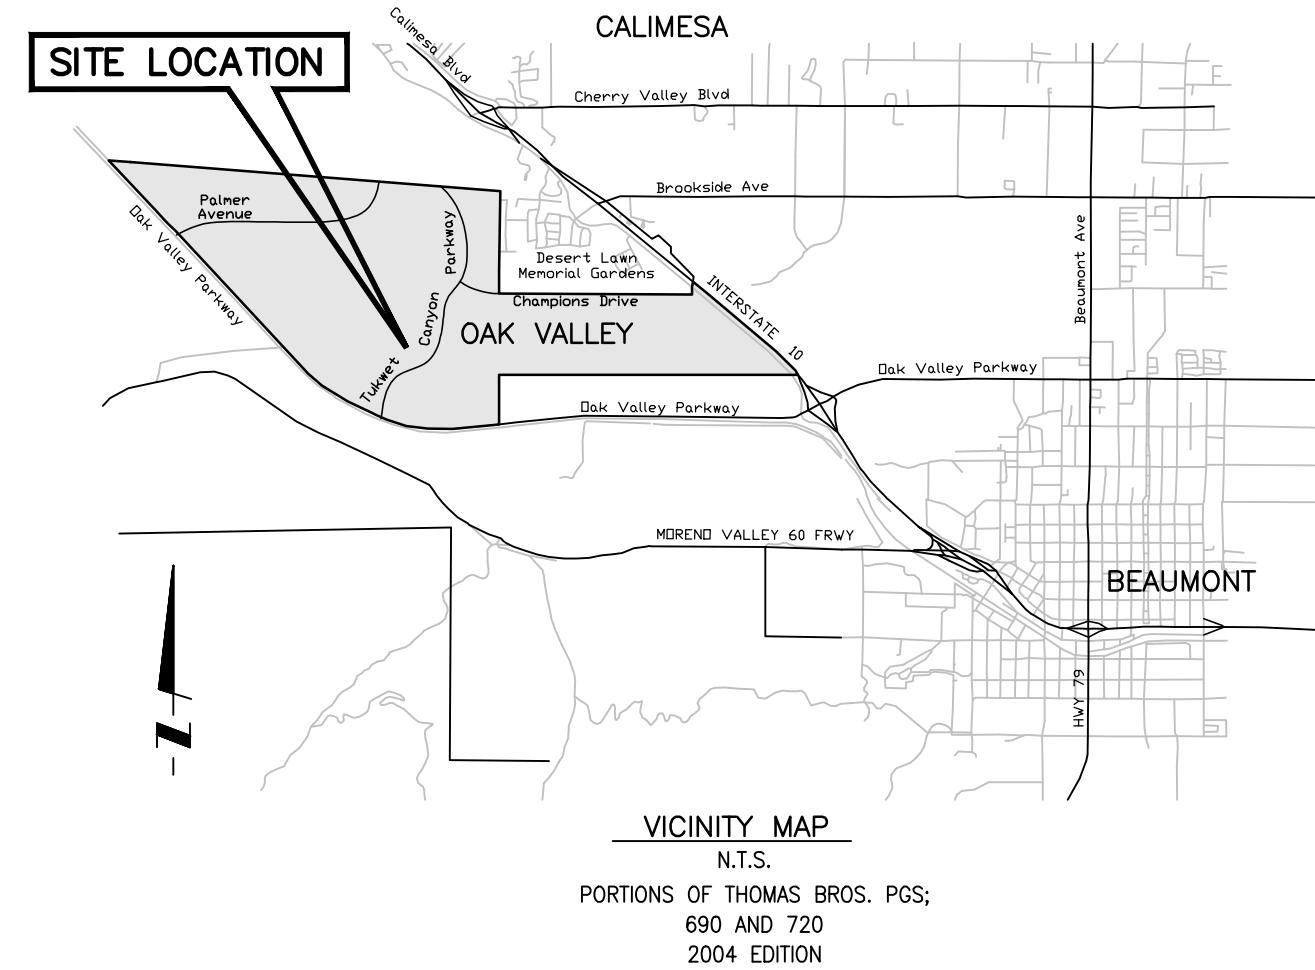 CALIMESA
Calimesa Blvd
SITE LOCATION
Cherry Valley Blvd
Brookside Ave
Palmer
Avenue
Oak Valley Parkway
Tukwet Canyon Parkway
Desert Lawn
Memorial Gardens
Champions Drive
OAK VALLEY
INTERSTATE 10
Beaumont Ave
Oak Valley Parkway
Oak Valley Parkway
MORENO VALLEY 60 FRWY
BEAUMONT
HWY 79
N
VICINITY MAP
N.T.S.
PORTIONS OF THOMAS BROS. PGS;
690 AND 720
2004 EDITION